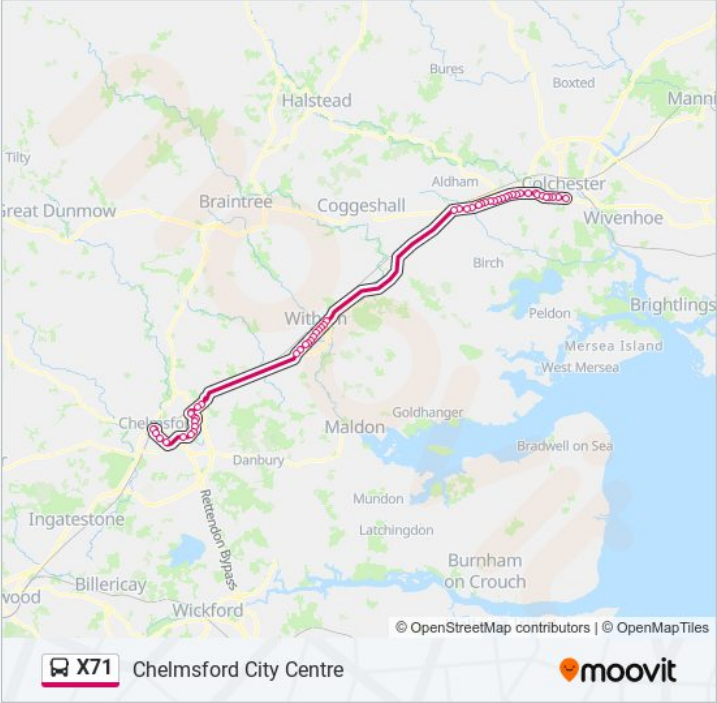 Bures
Boxted
Halstead
Manni
Tilty
Colchester
Aldham
Braintree
Coggeshall
Great Dunmow
Wivenhoe
Birch
Brightlings
Peldon
Witham
Mersea Island
West Mersea
Goldhanger
Chelmsford
Maldon
Bradwell on Sea
Danbury
Rettendon Bypass
Mundon
Ingatestone
Latchingdon
Burnham
on Crouch
Billericay
wood
Wickford
© OpenStreetMap contributors | © OpenMapTiles
X71 Chelmsford City Centre
moovit